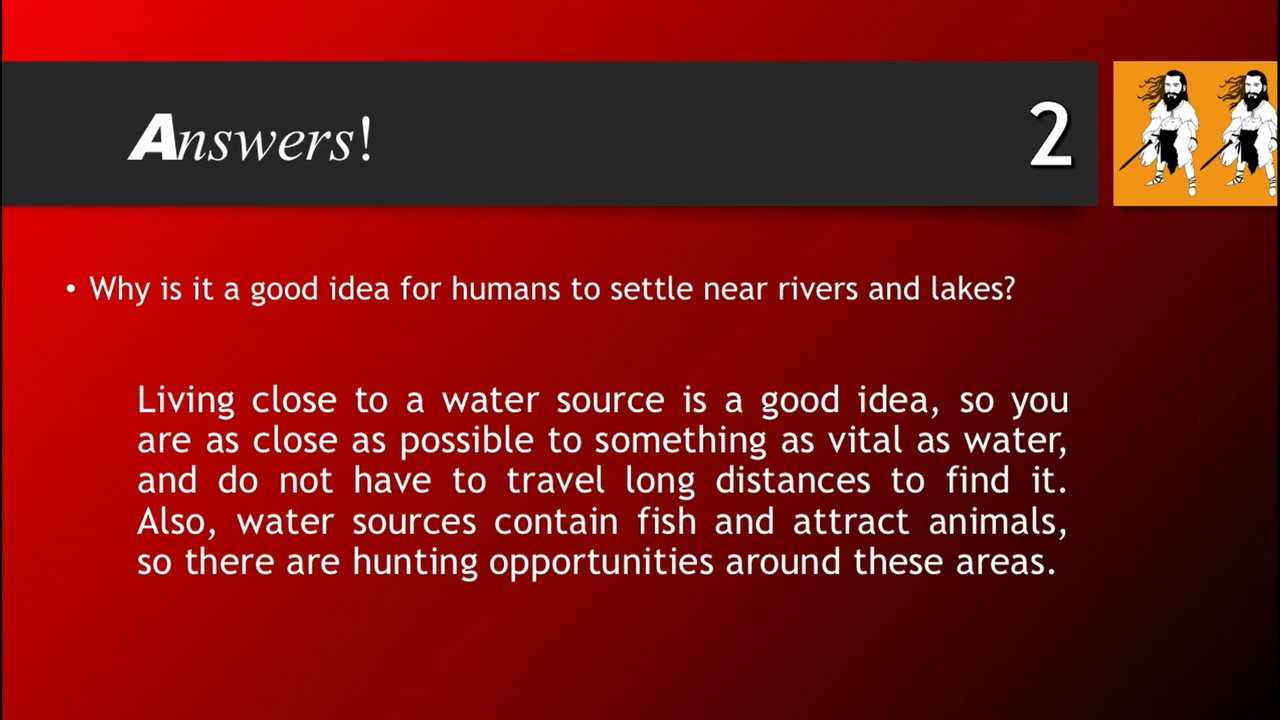 Answers!
2
• Why is it a good idea for humans to settle near rivers and lakes?
Living close to a water source is a good idea, so you
are as close as possible to something as vital as water,
and do not have to travel long distances to find it.
Also, water sources contain fish and attract animals,
so there are hunting opportunities around these areas.